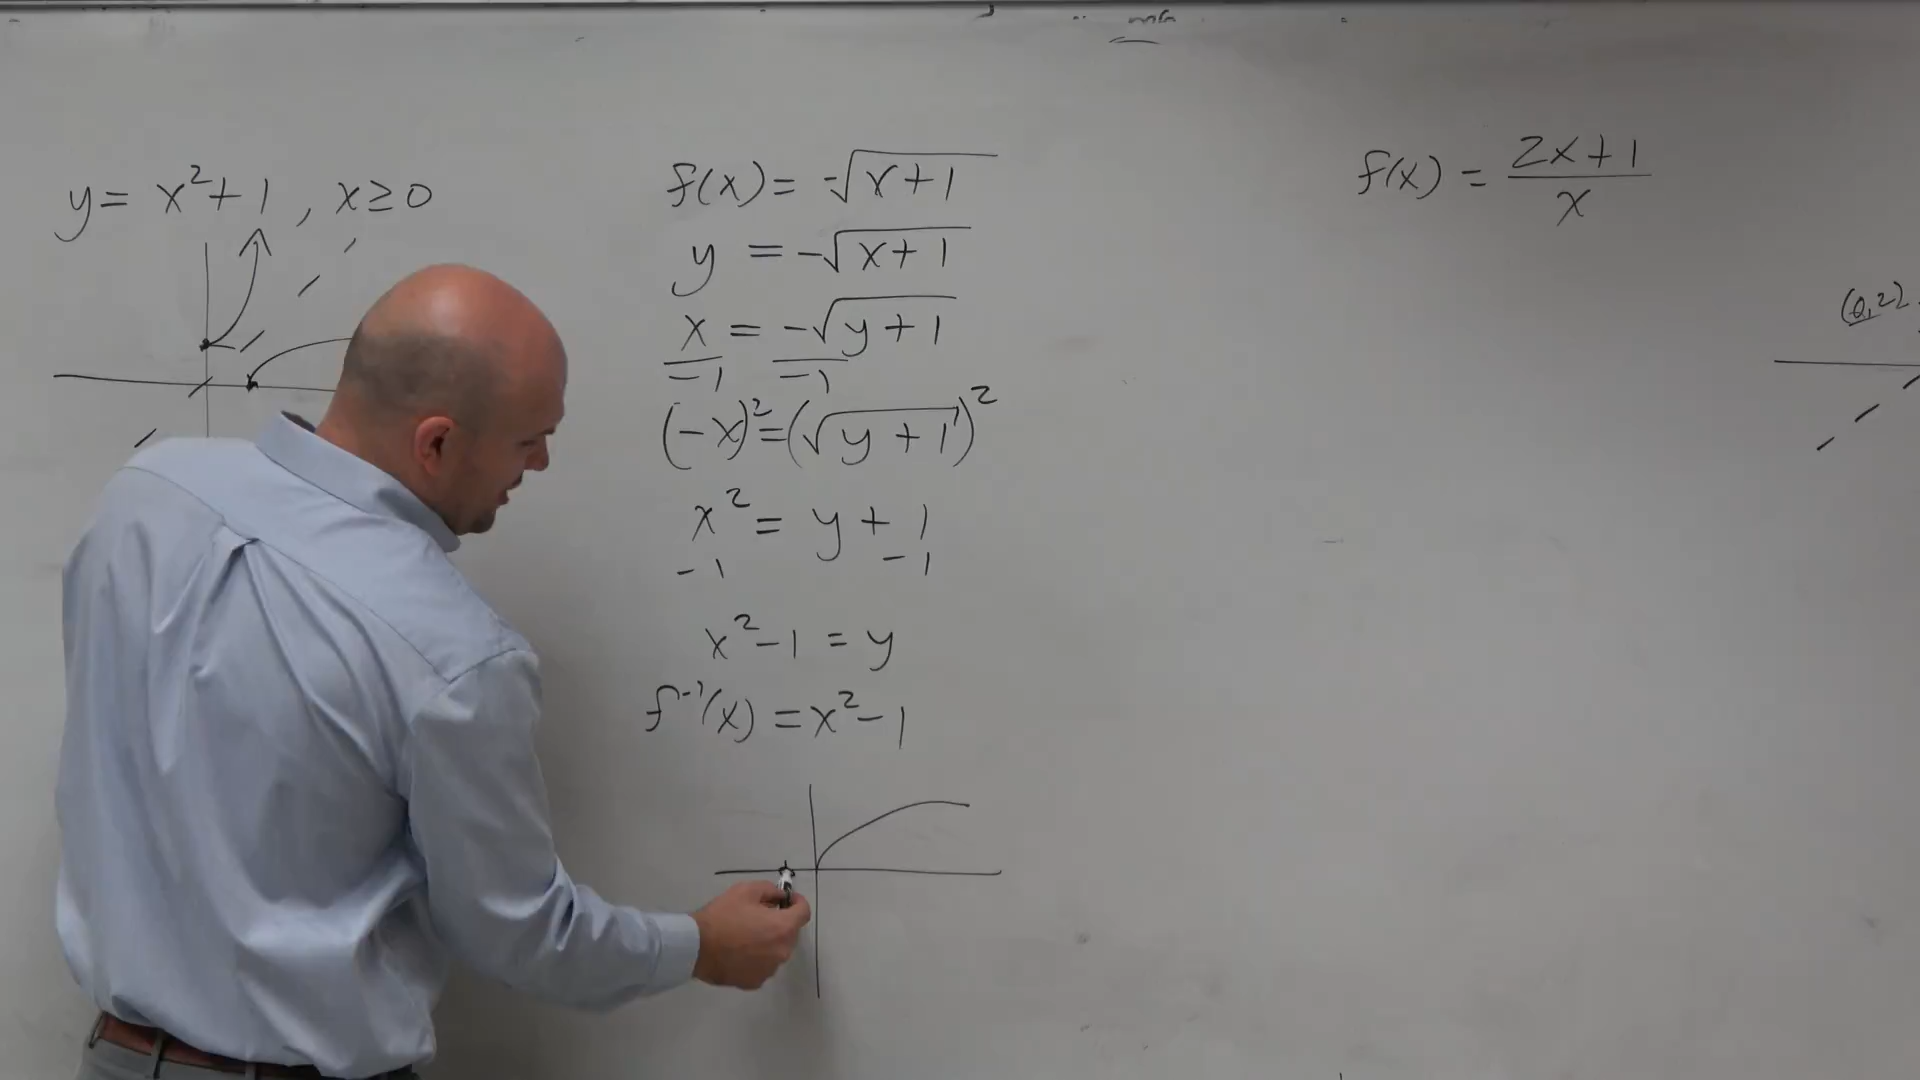 y = x² + 1 , x ≥ 0
f(x) = -√(x+1)
y = -√(x+1)
x = -√(y+1)
-1 -1
(-x)² = (√(y+1))²
x² = y + 1
-1 -1
x² - 1 = y
f⁻¹(x) = x² - 1
f(x) = (2x+1)/x
(0,2)